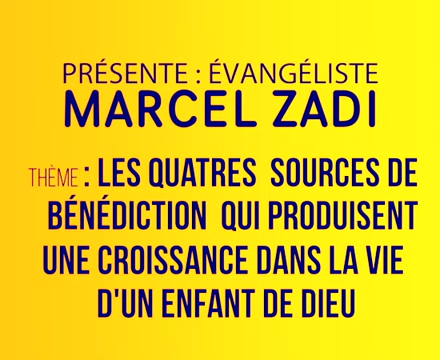 PRÉSENTE : ÉVANGÉLISTE
MARCEL ZADI
THÈME : LES QUATRES SOURCES DE
BÉNÉDICTION QUI PRODUISENT
UNE CROISSANCE DANS LA VIE
D'UN ENFANT DE DIEU